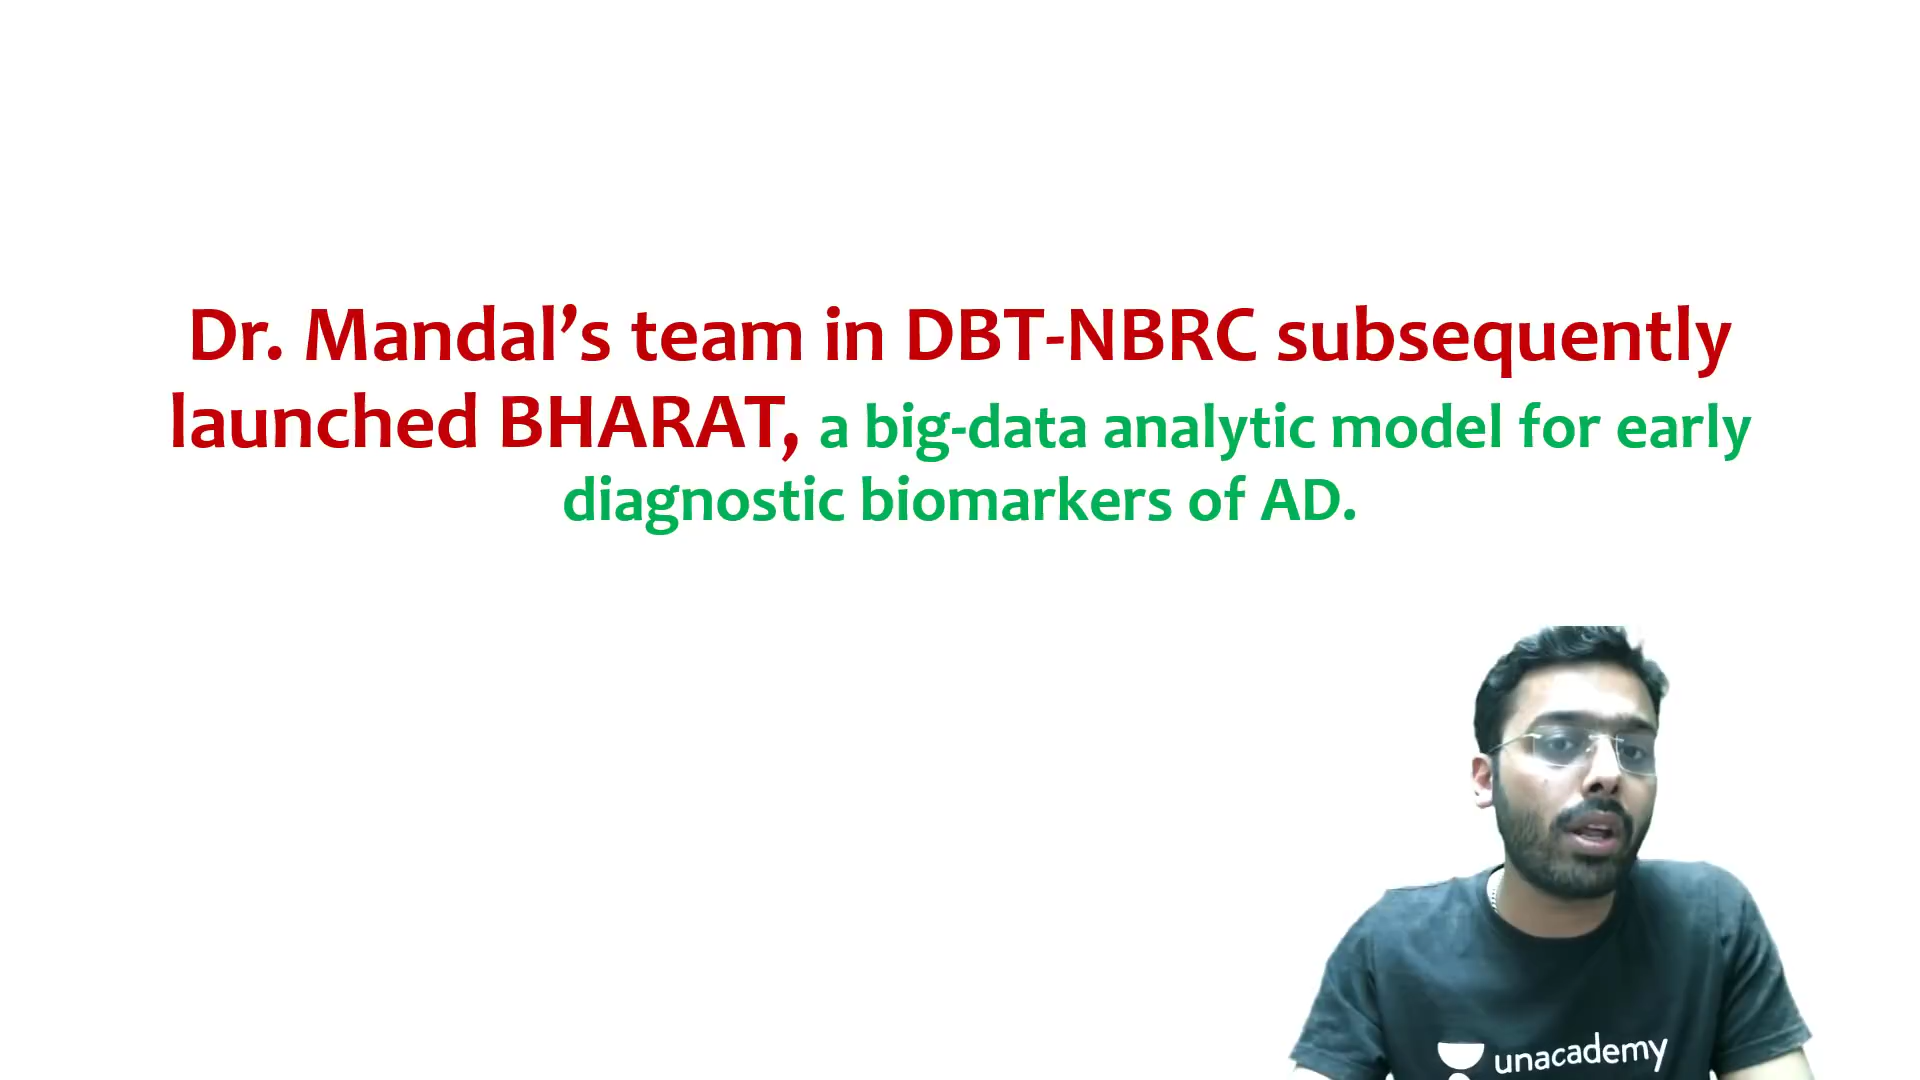 Dr. Mandal’s team in DBT-NBRC subsequently
launched BHARAT, a big-data analytic model for early
diagnostic biomarkers of AD.
unacademy